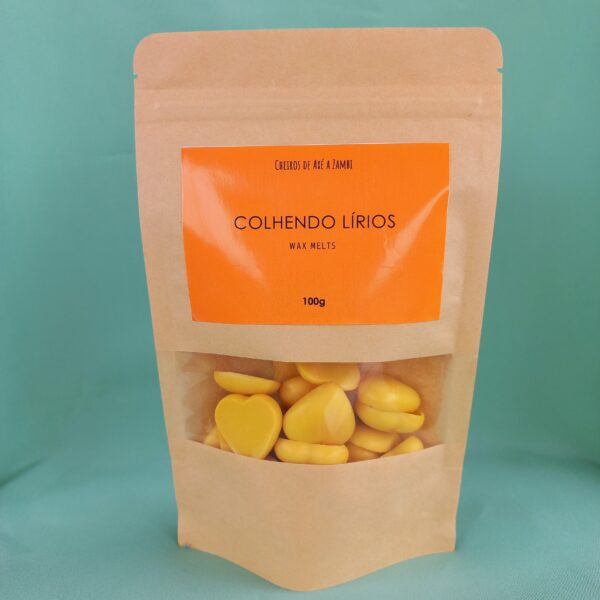 CHEIROS DE AXÉ A ZAMBI
COLHENDO LÍRIOS
WAX MELTS
100g